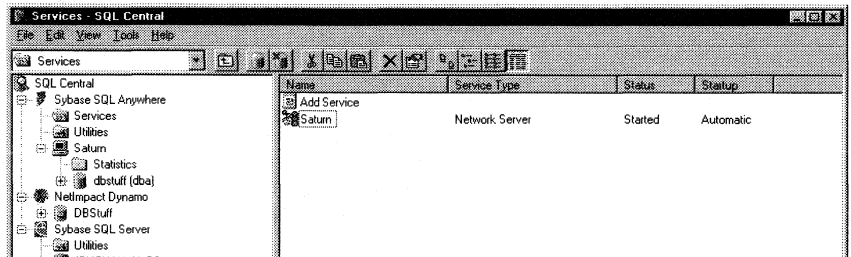 Services - SQL Central
File Edit View Tools Help
Services
SQL Central
Sybase SQL Anywhere
Services
Utilities
Saturn
Statistics
dbstuff (dba)
NetImpact Dynamo
DBStuff
Sybase SQL Server
Utilities
Name Service Type Status Startup
Add Service
Saturn Network Server Started Automatic